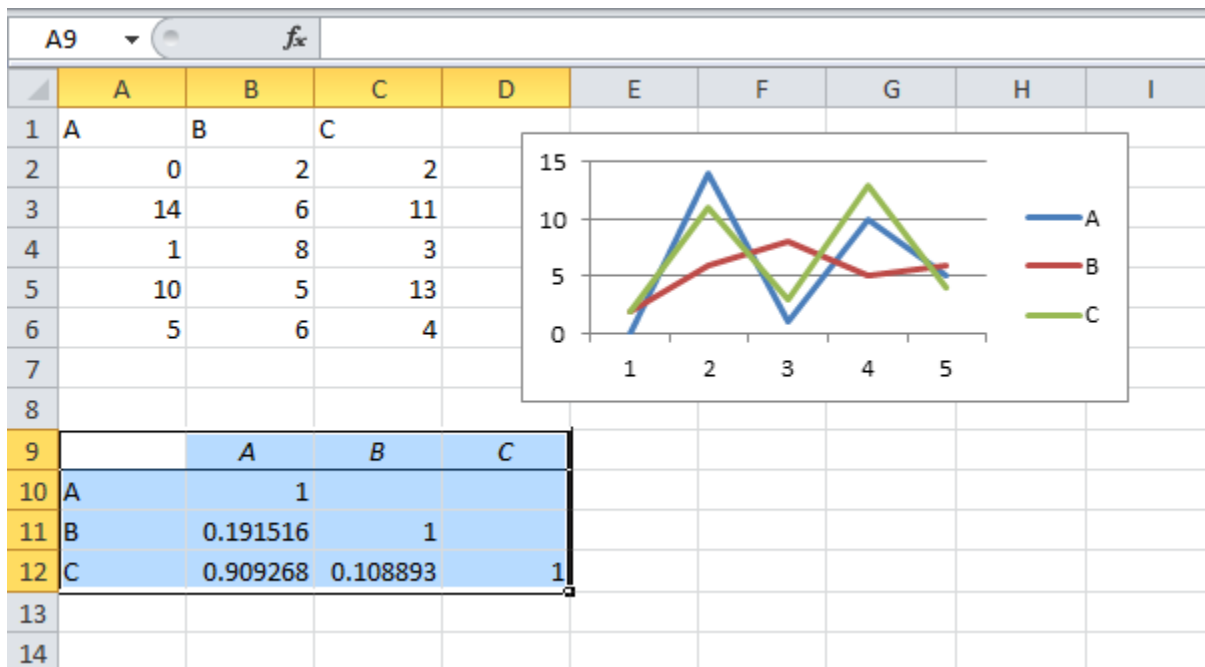 A9 fx
A B C D E F G H I
1 A B C
2 0 2 2
3 14 6 11
4 1 8 3
5 10 5 13
6 5 6 4
7
8
9 A B C
10 A 1
11 B 0.191516 1
12 C 0.909268 0.108893 1
13
14
15
10
5
0
1 2 3 4 5
A
B
C